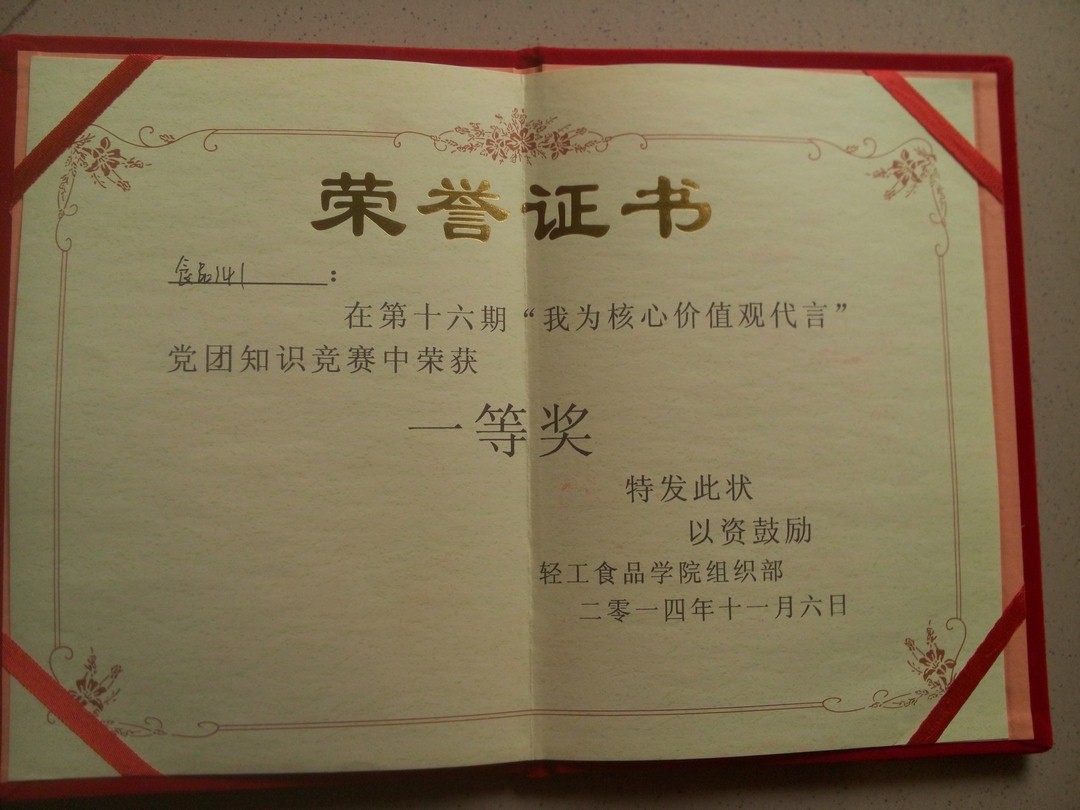 荣誉证书
食品141：
在第十六期“我为核心价值观代言”
党团知识竞赛中荣获
一等奖
特发此状
以资鼓励
轻工食品学院组织部
二零一四年十一月六日